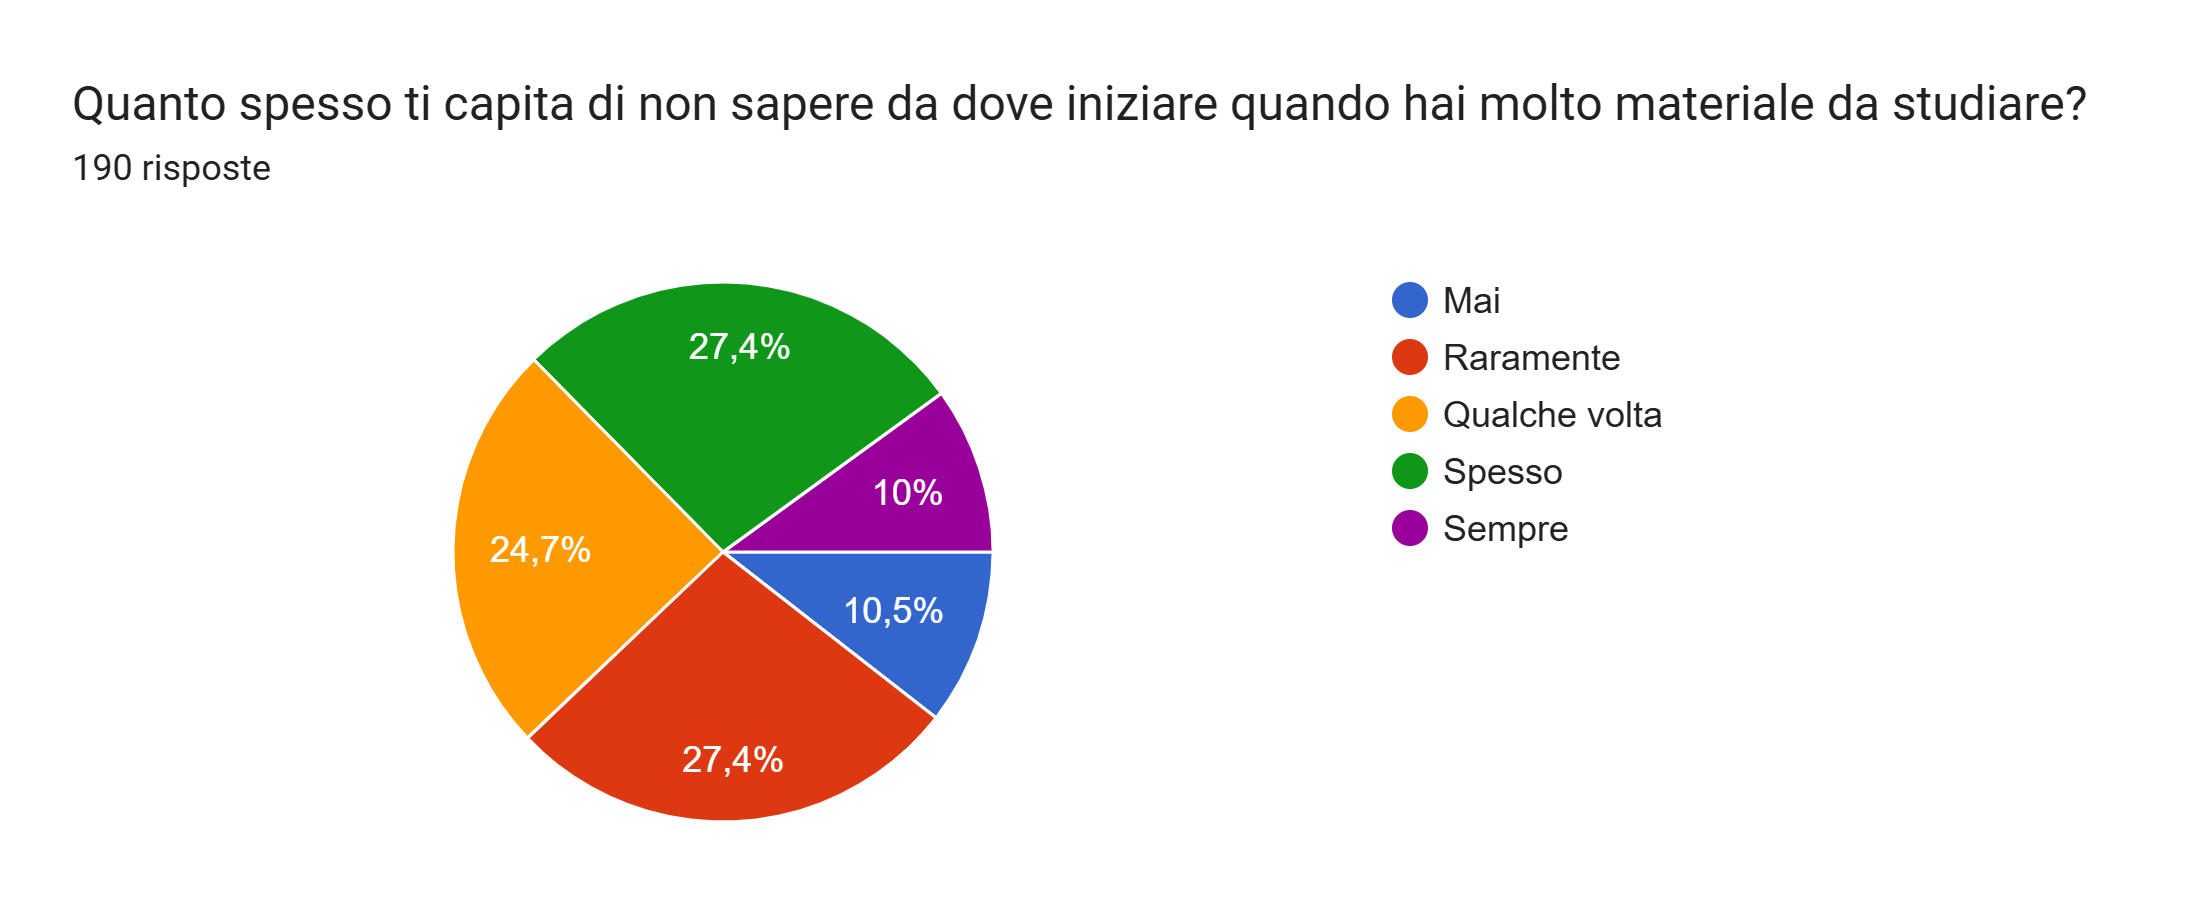 Quanto spesso ti capita di non sapere da dove iniziare quando hai molto materiale da studiare?
190 risposte
27,4%
10%
24,7%
10,5%
27,4%
Mai
Raramente
Qualche volta
Spesso
Sempre